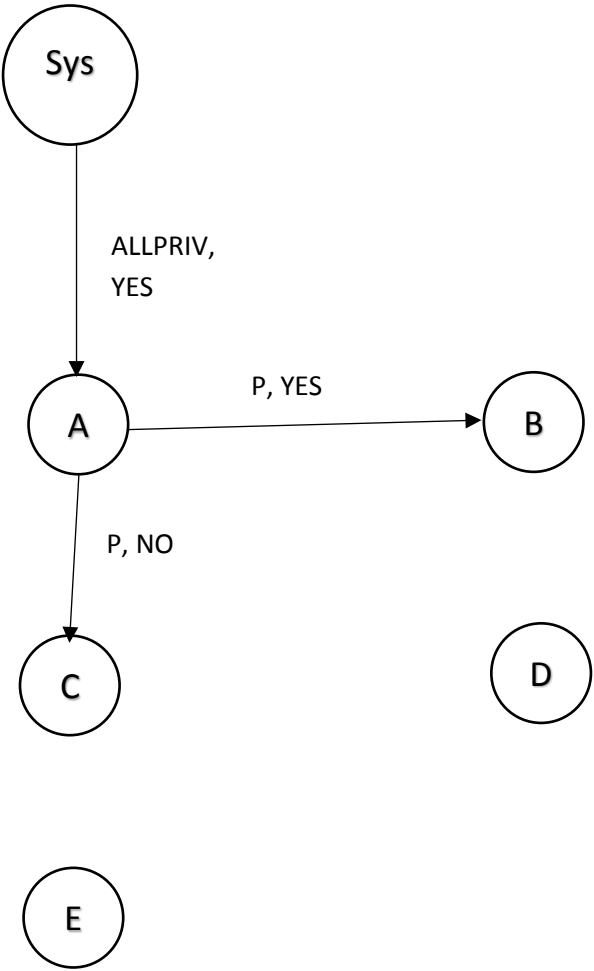 Sys
ALLPRIV,
YES
P, YES
A
B
P, NO
C
D
E